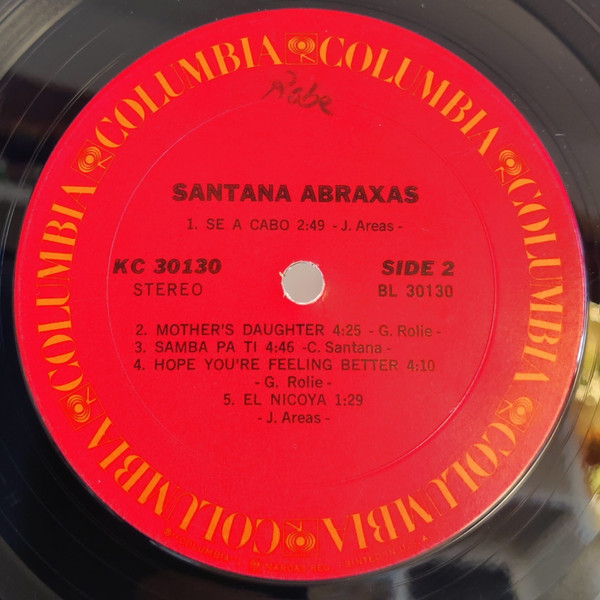 COLUMBIA COLUMBIA COLUMBIA COLUMBIA COLUMBIA COLUMBIA
SANTANA ABRAXAS
1. SE A CABO 2:49 - J. Areas -
KC 30130 SIDE 2
STEREO BL 30130
2. MOTHER'S DAUGHTER 4:25 - G. Rolie -
3. SAMBA PA TI 4:46 -C. Santana -
4. HOPE YOU'RE FEELING BETTER 4:10
- G. Rolie -
5. EL NICOYA 1:29
- J. Areas -